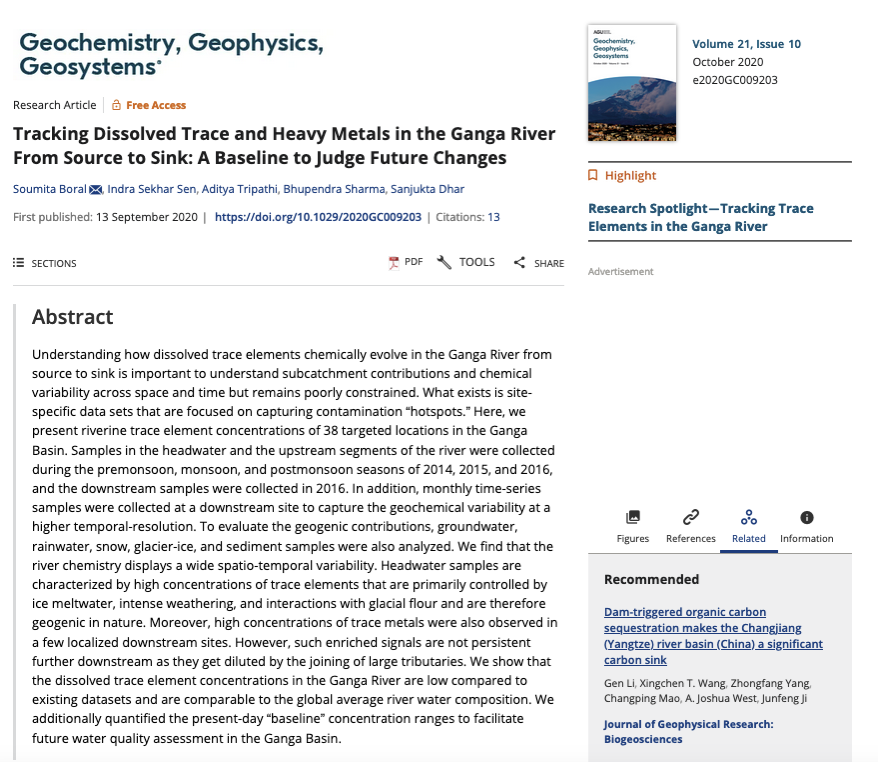 Geochemistry, Geophysics,
Geosystems®
Research Article
Free Access
Tracking Dissolved Trace and Heavy Metals in the Ganga River
From Source to Sink: A Baseline to Judge Future Changes
Soumita Boral, Indra Sekhar Sen, Aditya Tripathi, Bhupendra Sharma, Sanjukta Dhar
First published: 13 September 2020 | https://doi.org/10.1029/2020GC009203 | Citations: 13
SECTIONS
PDF
TOOLS
SHARE
Abstract
Understanding how dissolved trace elements chemically evolve in the Ganga River from
source to sink is important to understand subcatchment contributions and chemical
variability across space and time but remains poorly constrained. What exists is site-
specific data sets that are focused on capturing contamination “hotspots.” Here, we
present riverine trace element concentrations of 38 targeted locations in the Ganga
Basin. Samples in the headwater and the upstream segments of the river were collected
during the premonsoon, monsoon, and postmonsoon seasons of 2014, 2015, and 2016,
and the downstream samples were collected in 2016. In addition, monthly time-series
samples were collected at a downstream site to capture the geochemical variability at a
higher temporal-resolution. To evaluate the geogenic contributions, groundwater,
rainwater, snow, glacier-ice, and sediment samples were also analyzed. We find that the
river chemistry displays a wide spatio-temporal variability. Headwater samples are
characterized by high concentrations of trace elements that are primarily controlled by
ice meltwater, intense weathering, and interactions with glacial flour and are therefore
geogenic in nature. Moreover, high concentrations of trace metals were also observed in
a few localized downstream sites. However, such enriched signals are not persistent
further downstream as they get diluted by the joining of large tributaries. We show that
the dissolved trace element concentrations in the Ganga River are low compared to
existing datasets and are comparable to the global average river water composition. We
additionally quantified the present-day “baseline” concentration ranges to facilitate
future water quality assessment in the Ganga Basin.
AGU
Geochemistry,
Geophysics,
Geosystems
Volume 21, Issue 10
October 2020
e2020GC009203
Highlight
Research Spotlight—Tracking Trace
Elements in the Ganga River
Advertisement
Figures
References
Related
Information
Recommended
Dam-triggered organic carbon
sequestration makes the Changjiang
(Yangtze) river basin (China) a significant
carbon sink
Gen Li, Xingchen T. Wang, Zhongfang Yang,
Changping Mao, A. Joshua West, Junfeng Ji
Journal of Geophysical Research:
Biogeosciences